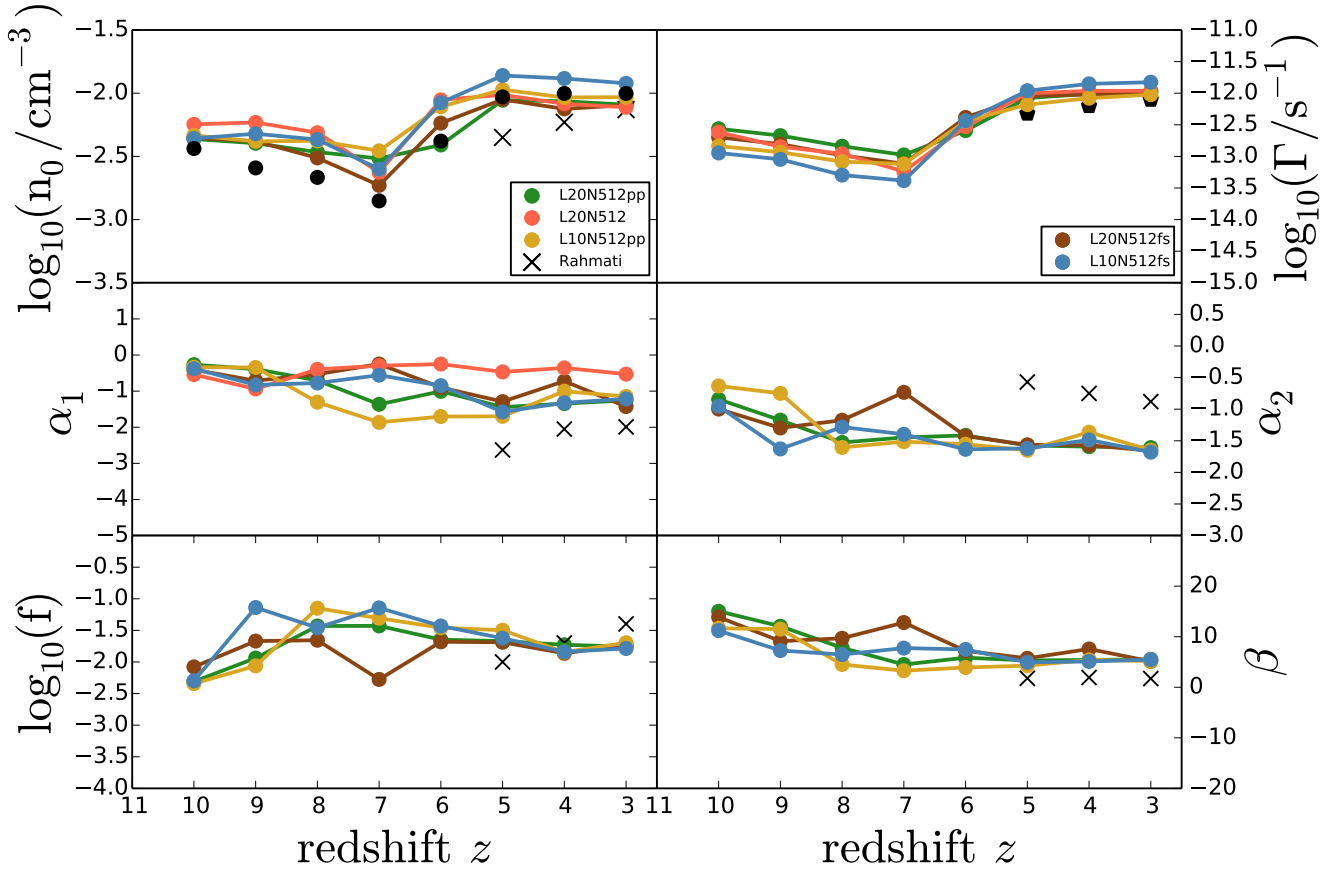 log₁₀(n₀/cm⁻³)
−1.5
−2.0
−2.5
−3.0
−3.5
L20N512pp
L20N512
L10N512pp
Rahmati
L20N512fs
L10N512fs
−11.0
−11.5
−12.0
−12.5
−13.0
−13.5
−14.0
−14.5
−15.0
log₁₀(Γ/s⁻¹)
α₁
1
0
−1
−2
−3
−4
−5
0.5
0.0
−0.5
−1.0
−1.5
−2.0
−2.5
−3.0
α₂
log₁₀(f)
−0.5
−1.0
−1.5
−2.0
−2.5
−3.0
−3.5
−4.0
20
10
0
−10
−20
β
11 10 9 8 7 6 5 4 3
11 10 9 8 7 6 5 4 3
redshift z
redshift z